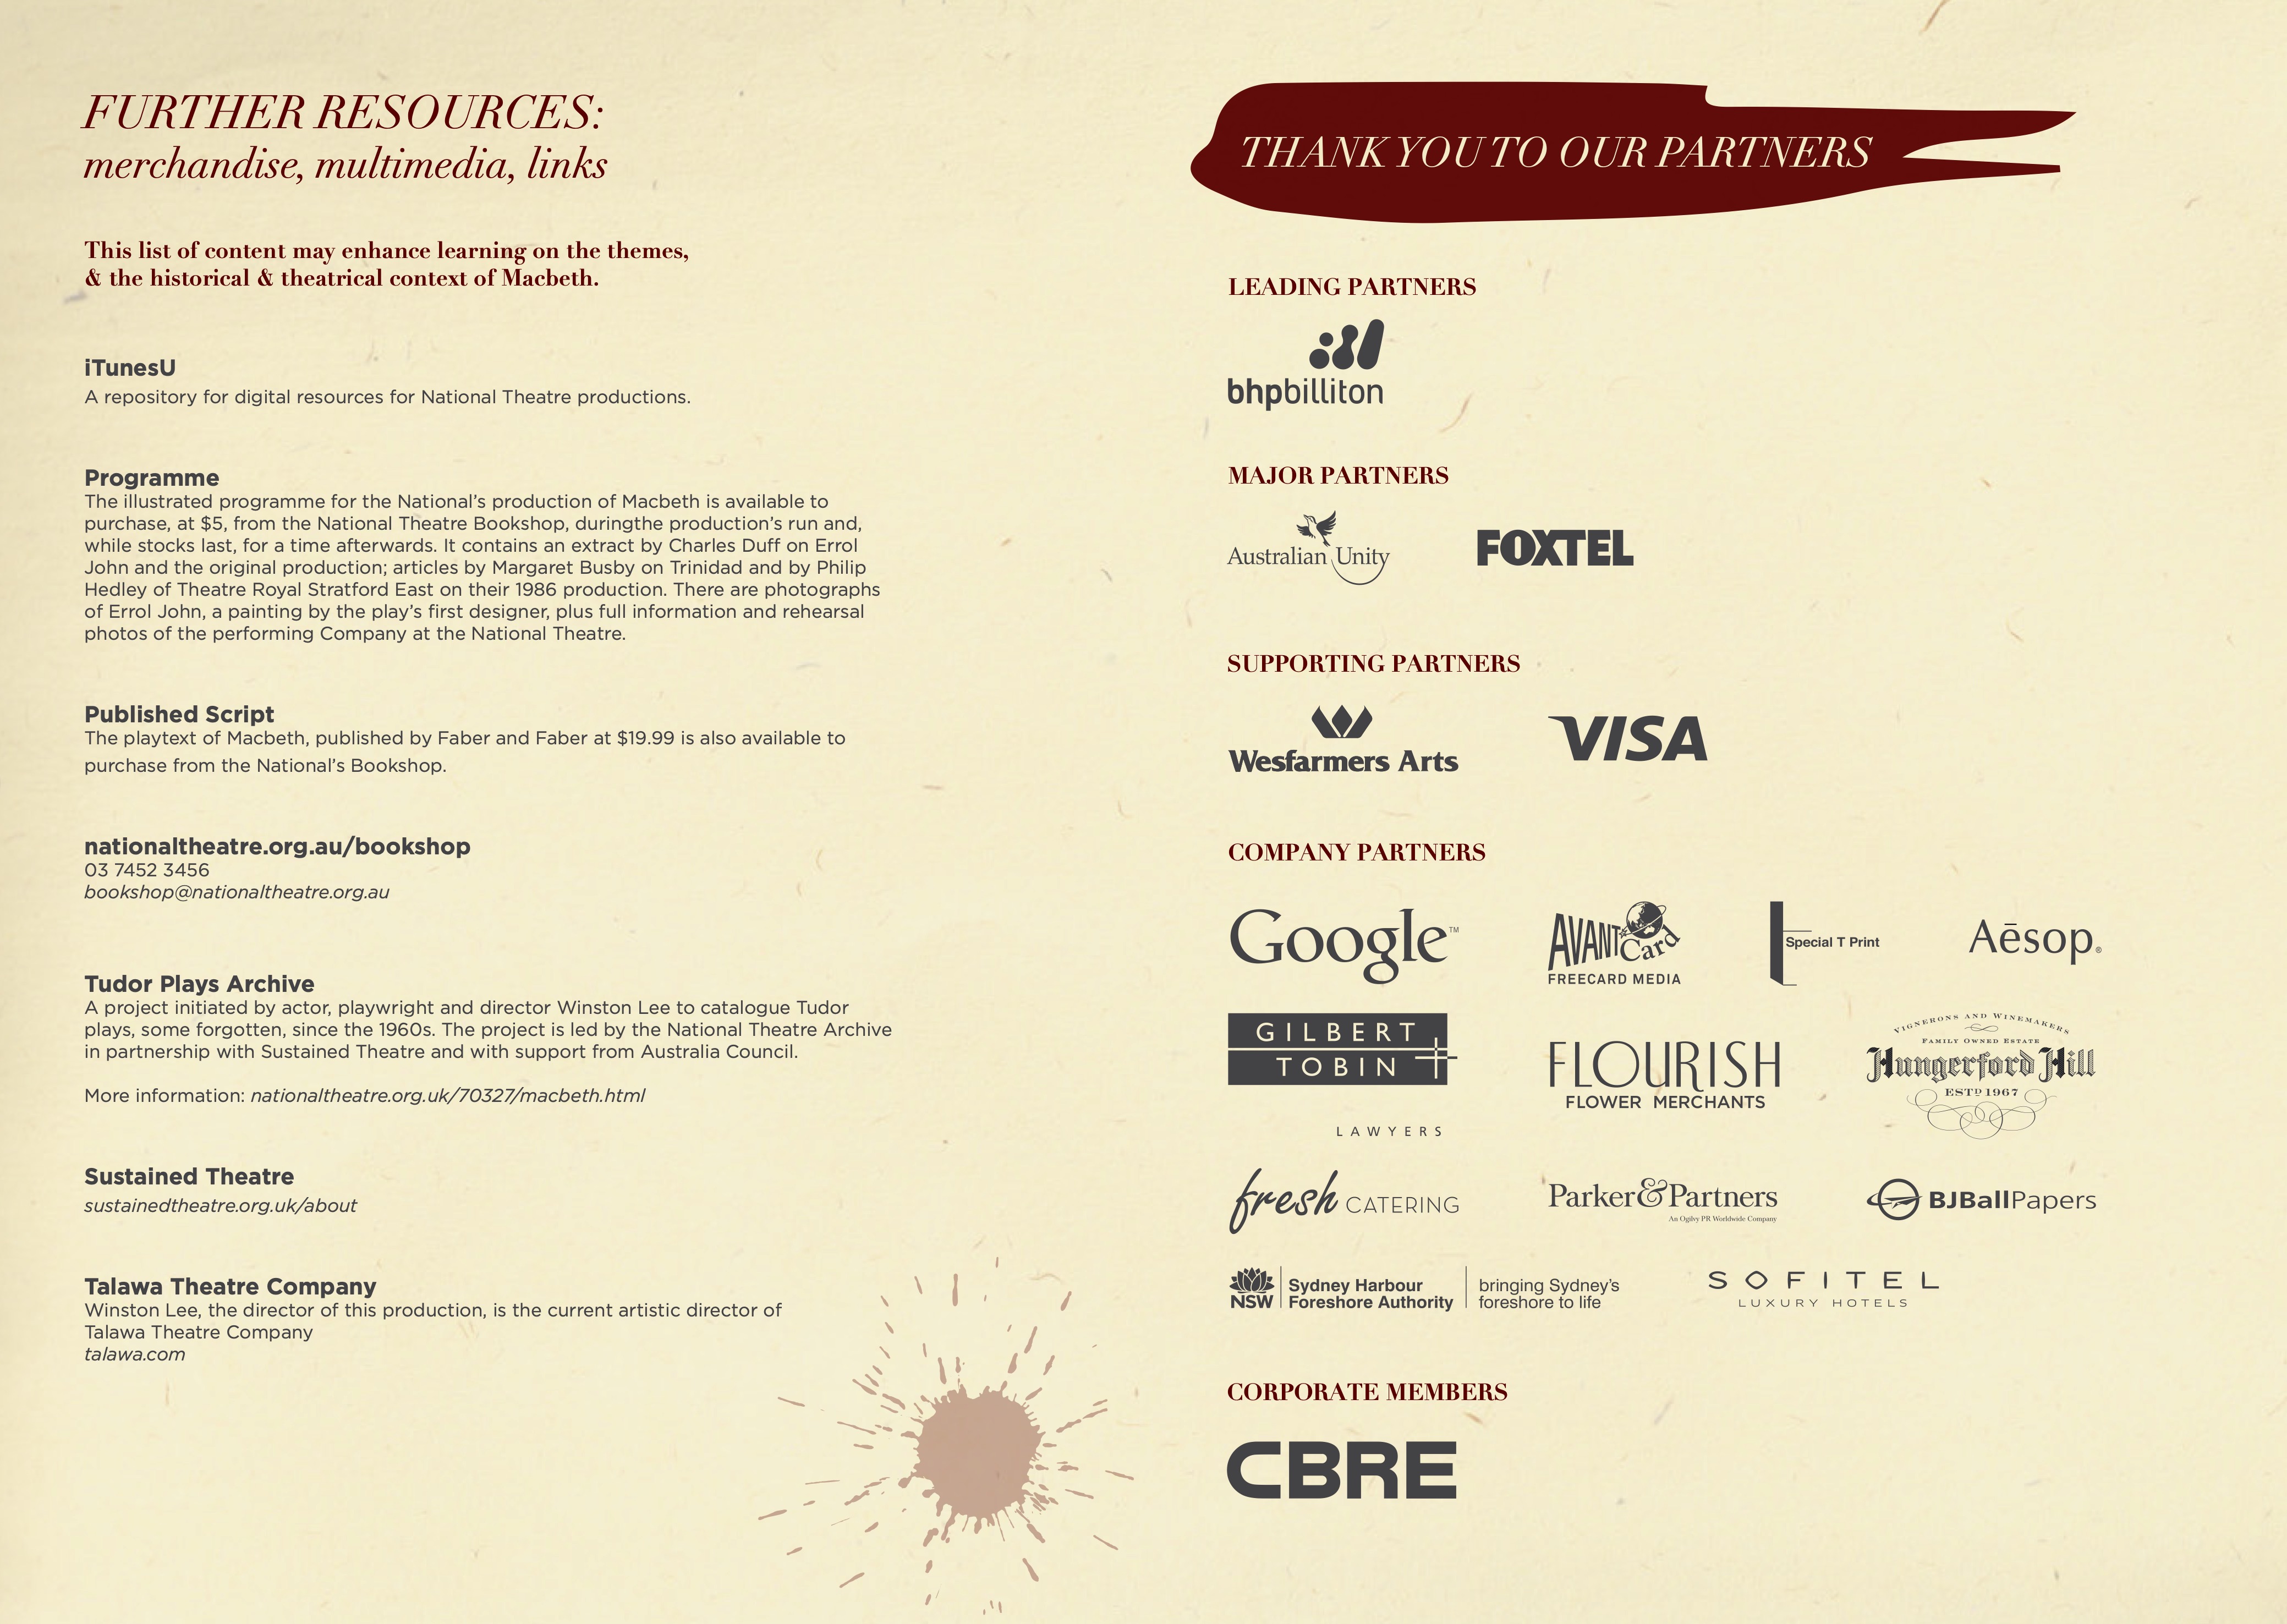 FURTHER RESOURCES:
merchandise, multimedia, links
This list of content may enhance learning on the themes,
& the historical & theatrical context of Macbeth.
iTunesU
A repository for digital resources for National Theatre productions.
Programme
The illustrated programme for the National’s production of Macbeth is available to
purchase, at $5, from the National Theatre Bookshop, duringthe production’s run and,
while stocks last, for a time afterwards. It contains an extract by Charles Duff on Errol
John and the original production; articles by Margaret Busby on Trinidad and by Philip
Hedley of Theatre Royal Stratford East on their 1986 production. There are photographs
of Errol John, a painting by the play’s first designer, plus full information and rehearsal
photos of the performing Company at the National Theatre.
Published Script
The playtext of Macbeth, published by Faber and Faber at $19.99 is also available to
purchase from the National’s Bookshop.
nationaltheatre.org.au/bookshop
03 7452 3456
bookshop@nationaltheatre.org.au
Tudor Plays Archive
A project initiated by actor, playwright and director Winston Lee to catalogue Tudor
plays, some forgotten, since the 1960s. The project is led by the National Theatre Archive
in partnership with Sustained Theatre and with support from Australia Council.
More information: nationaltheatre.org.uk/70327/macbeth.html
Sustained Theatre
sustainedtheatre.org.uk/about
Talawa Theatre Company
Winston Lee, the director of this production, is the current artistic director of
Talawa Theatre Company
talawa.com
THANK YOU TO OUR PARTNERS
LEADING PARTNERS
bhpbilliton
MAJOR PARTNERS
Australian Unity
FOXTEL
SUPPORTING PARTNERS
Wesfarmers Arts
VISA
COMPANY PARTNERS
Google™
AVANT Card
FREECARD MEDIA
Special T Print
Aēsop®
GILBERT
TOBIN
LAWYERS
FLOURISH
FLOWER MERCHANTS
VIGNERONS AND WINEMAKERS
FAMILY OWNED ESTATE
Hungerford Hill
ESTD 1967
fresh CATERING
Parker&Partners
An Ogilvy PR Worldwide Company
BJBallPapers
NSW
Sydney Harbour
Foreshore Authority
bringing Sydney’s
foreshore to life
SOFITEL
LUXURY HOTELS
CORPORATE MEMBERS
CBRE